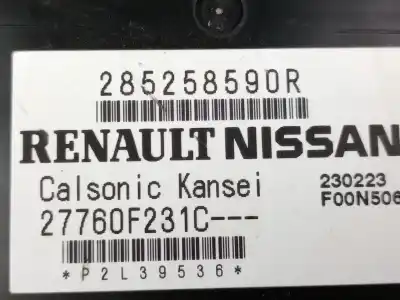 285258590R
RENAULT NISSAN
Calsonic Kansei
230223
27760F231C---
F00N506
*P2L39536*